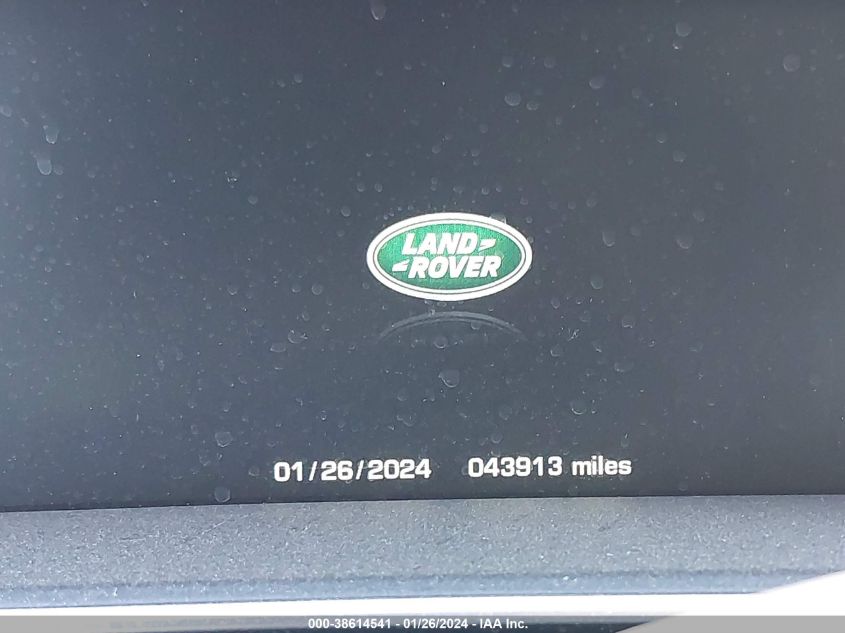 LAND
ROVER
01/26/2024 043913 miles
000-38614541 - 01/26/2024 - IAA Inc.